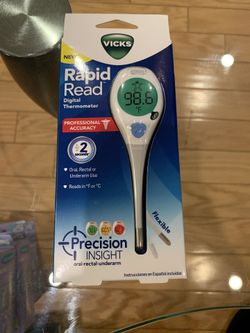 VICKS
NEW
Rapid
Read
Digital
Thermometer
PROFESSIONAL
ACCURACY
2
98.6
°F
Oral, Rectal or
Underarm Use
Reads in °F or °C
Flexible
Precision
INSIGHT
oral·rectal·underarm
Instrucciones en Español incluidas